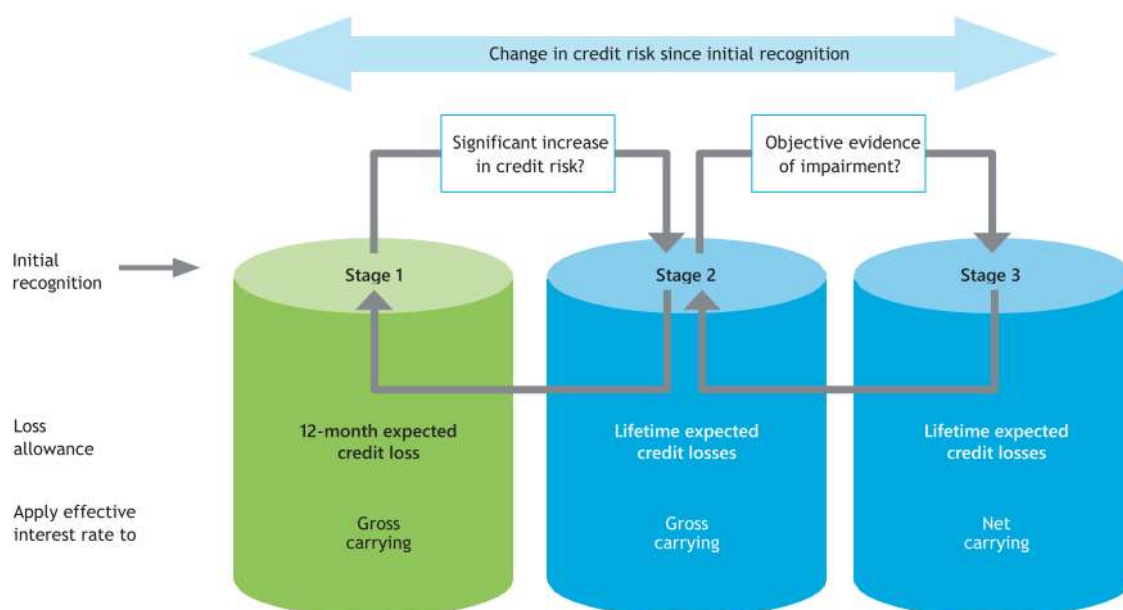 Change in credit risk since initial recognition
Significant increase
in credit risk?
Objective evidence
of impairment?
Initial
recognition
Stage 1
Stage 2
Stage 3
Loss
allowance
12-month expected
credit loss
Lifetime expected
credit losses
Lifetime expected
credit losses
Apply effective
interest rate to
Gross
carrying
Gross
carrying
Net
carrying